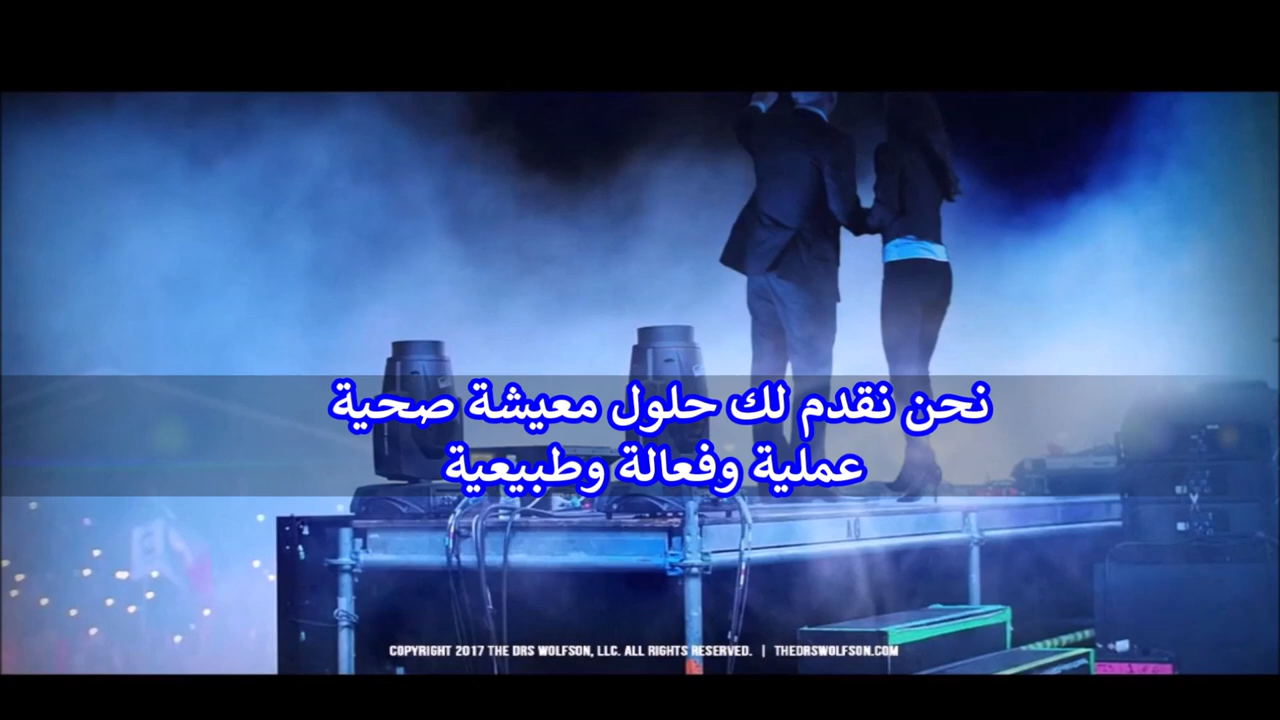 نحن نقدم لك حلول معيشة صحية
عملية وفعالة وطبيعية
COPYRIGHT 2017 THE DRS WOLFSON, LLC. ALL RIGHTS RESERVED. | THEDRSWOLFSON.COM